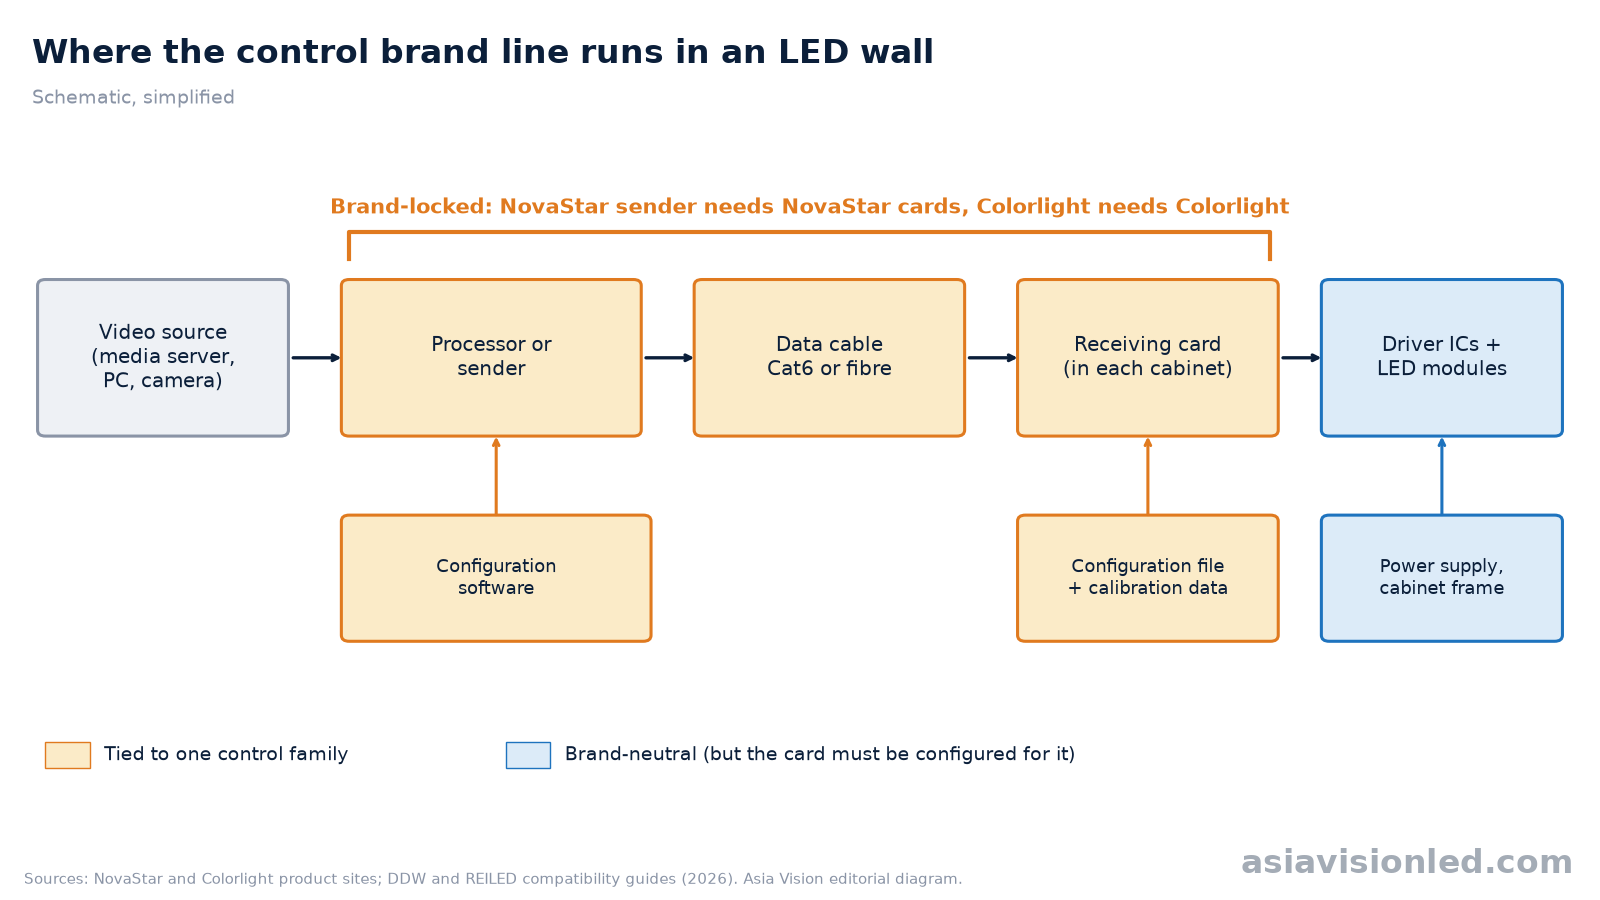 Where the control brand line runs in an LED wall
Schematic, simplified
Brand-locked: NovaStar sender needs NovaStar cards, Colorlight needs Colorlight
Video source
(media server,
PC, camera)
Processor or
sender
Data cable
Cat6 or fibre
Receiving card
(in each cabinet)
Driver ICs +
LED modules
Configuration
software
Configuration file
+ calibration data
Power supply,
cabinet frame
Tied to one control family
Brand-neutral (but the card must be configured for it)
asiavisionled.com
Sources: NovaStar and Colorlight product sites; DDW and REILED compatibility guides (2026). Asia Vision editorial diagram.